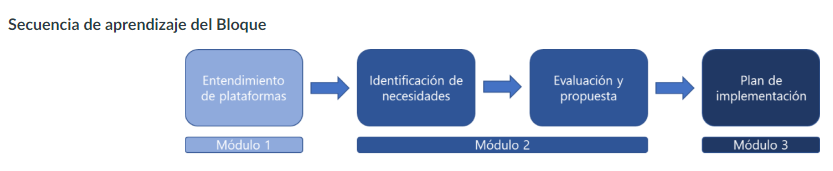 Secuencia de aprendizaje del Bloque
Entendimiento
de plataformas
Identificación de
necesidades
Evaluación y
propuesta
Plan de
implementación
Módulo 1
Módulo 2
Módulo 3